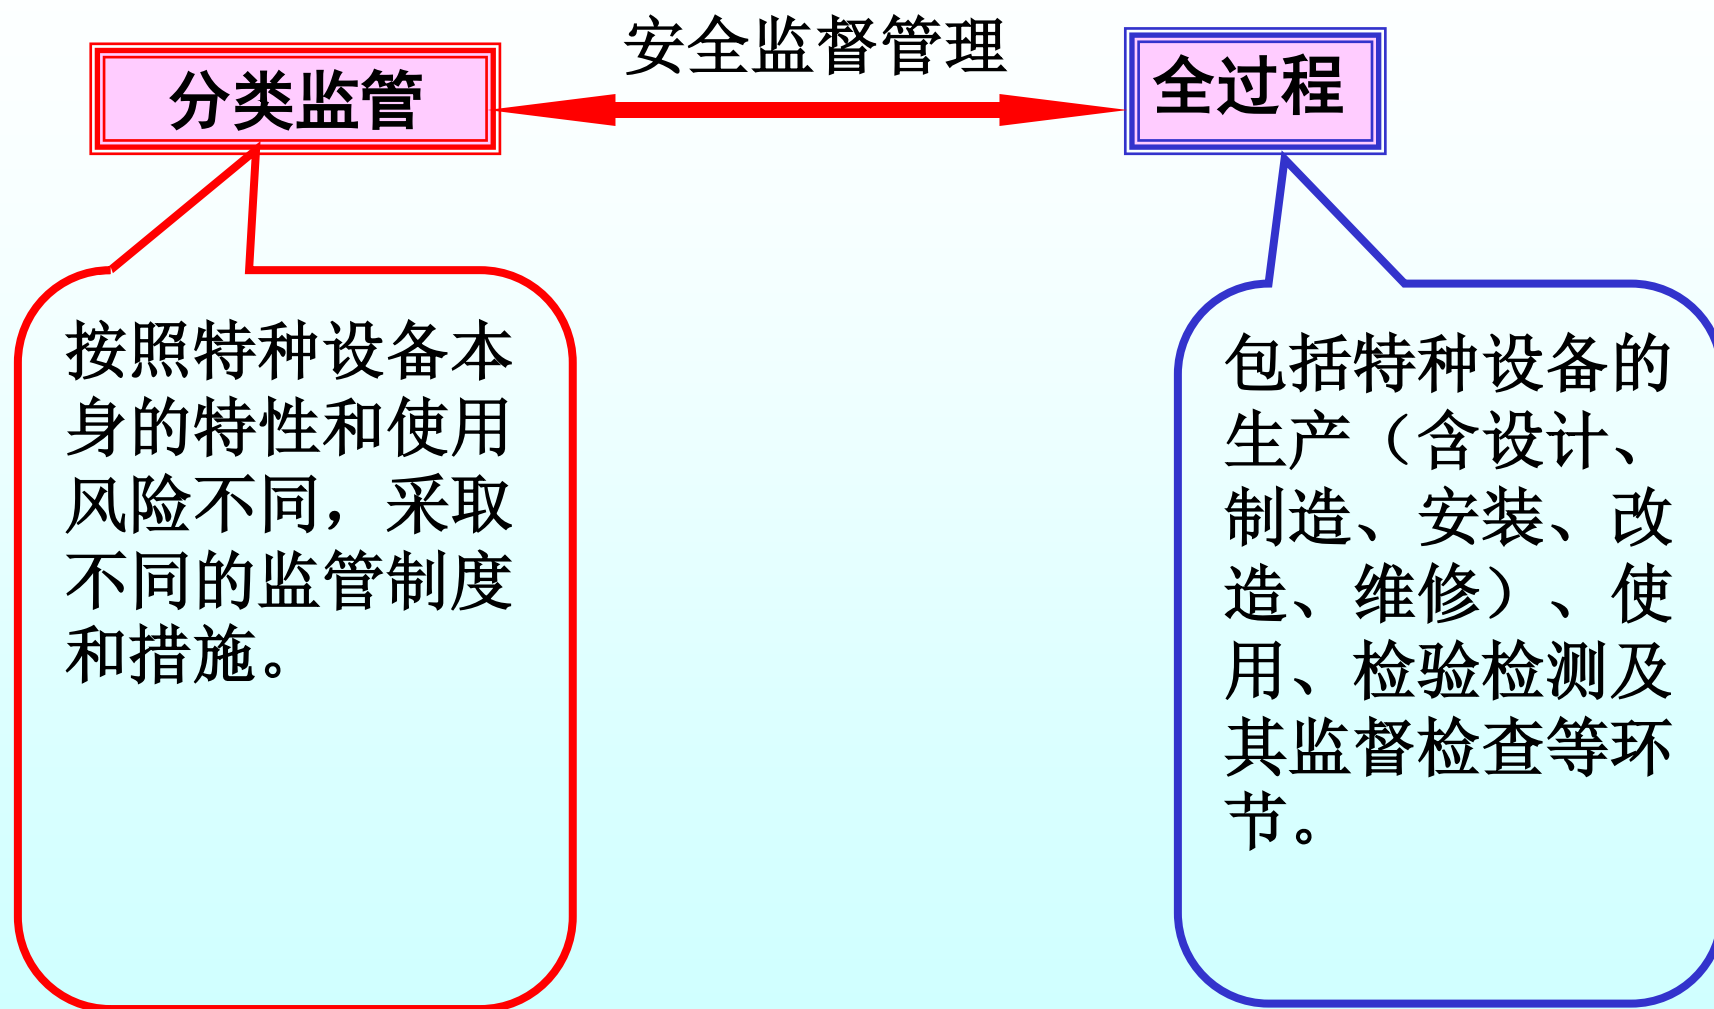 安全监督管理
分类监管
全过程
按照特种设备本
身的特性和使用
风险不同，采取
不同的监管制度
和措施。
包括特种设备的
生产（含设计、
制造、安装、改
造、维修）、使
用、检验检测及
其监督检查等环
节。